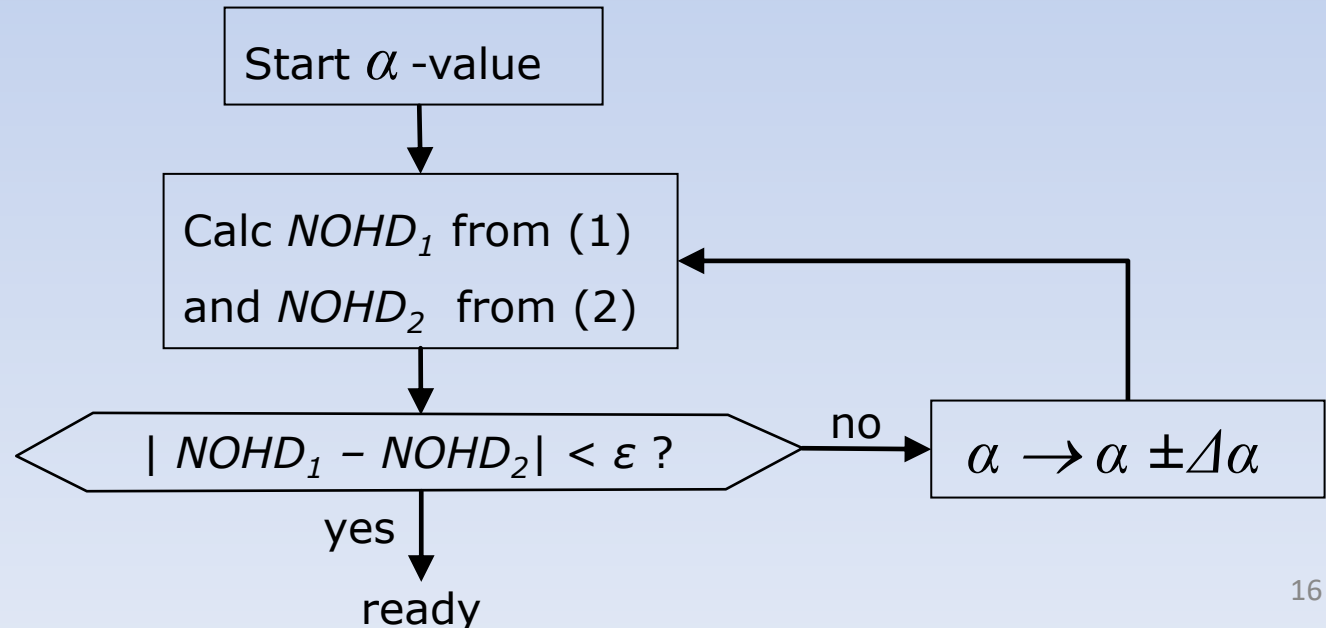 Start α -value
Calc NOHD₁ from (1)
and NOHD₂ from (2)
| NOHD₁ – NOHD₂| < ε ?
no
α → α ±Δα
yes
ready
16